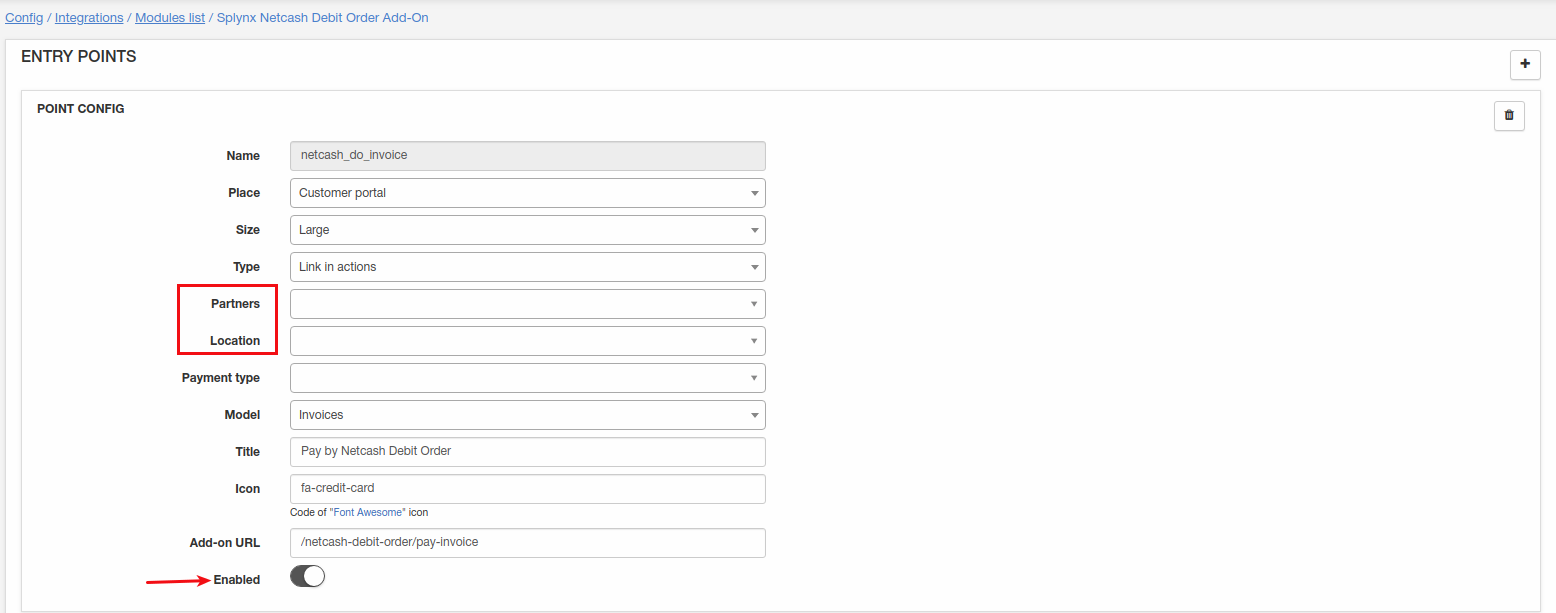 Config / Integrations / Modules list / Splynx Netcash Debit Order Add-On
ENTRY POINTS
+
POINT CONFIG
Name netcash_do_invoice
Place Customer portal
Size Large
Type Link in actions
Partners
Location
Payment type
Model Invoices
Title Pay by Netcash Debit Order
Icon fa-credit-card
Code of "Font Awesome" icon
Add-on URL /netcash-debit-order/pay-invoice
Enabled